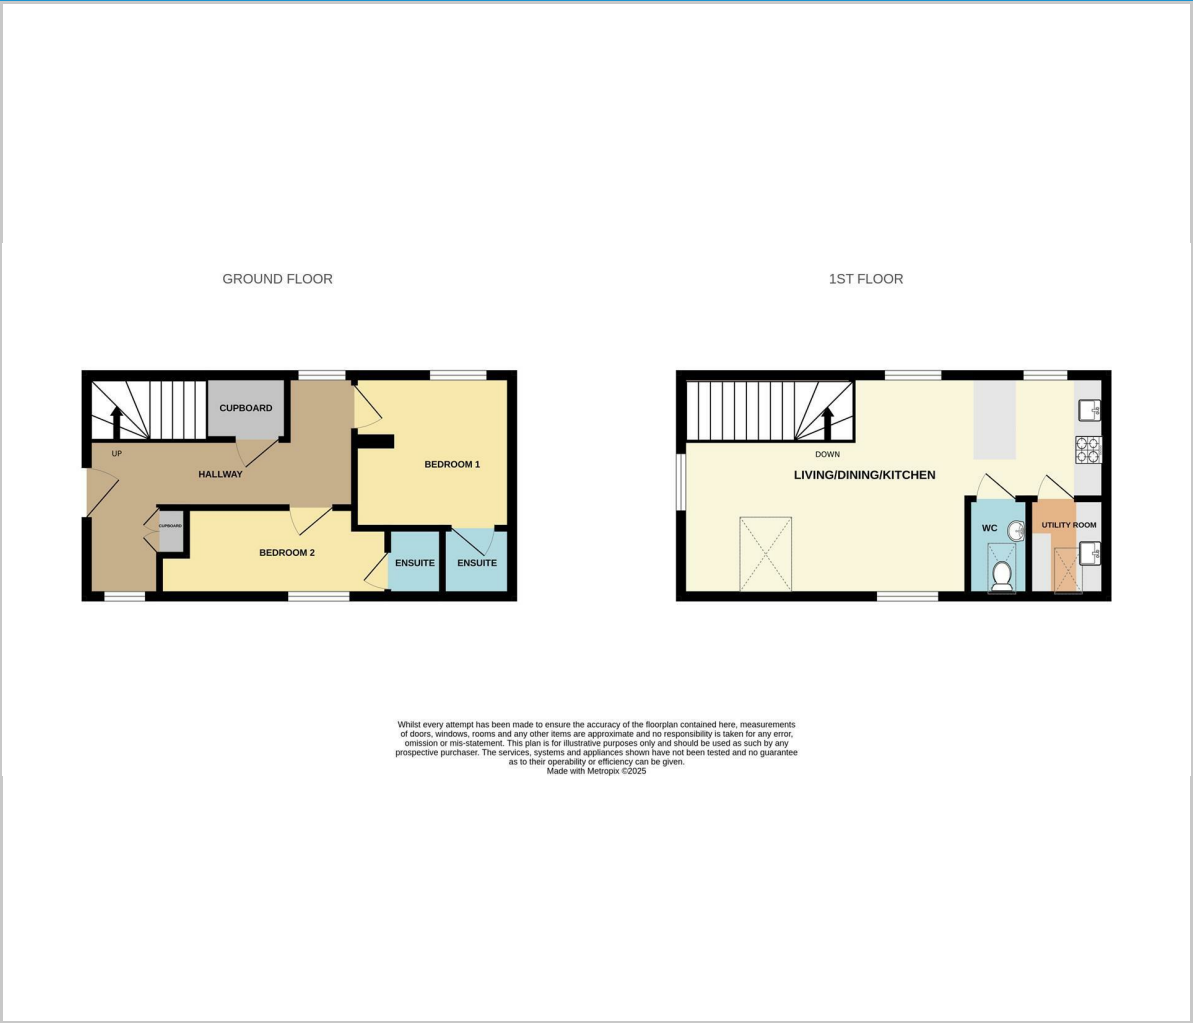 GROUND FLOOR
1ST FLOOR
CUPBOARD
UP
HALLWAY
BEDROOM 1
CUPBOARD
BEDROOM 2
ENSUITE
ENSUITE
DOWN
LIVING/DINING/KITCHEN
WC
UTILITY ROOM
Whilst every attempt has been made to ensure the accuracy of the floorplan contained here, measurements
of doors, windows, rooms and any other items are approximate and no responsibility is taken for any error,
omission or mis-statement. This plan is for illustrative purposes only and should be used as such by any
prospective purchaser. The services, systems and appliances shown have not been tested and no guarantee
as to their operability or efficiency can be given.
Made with Metropix ©2025